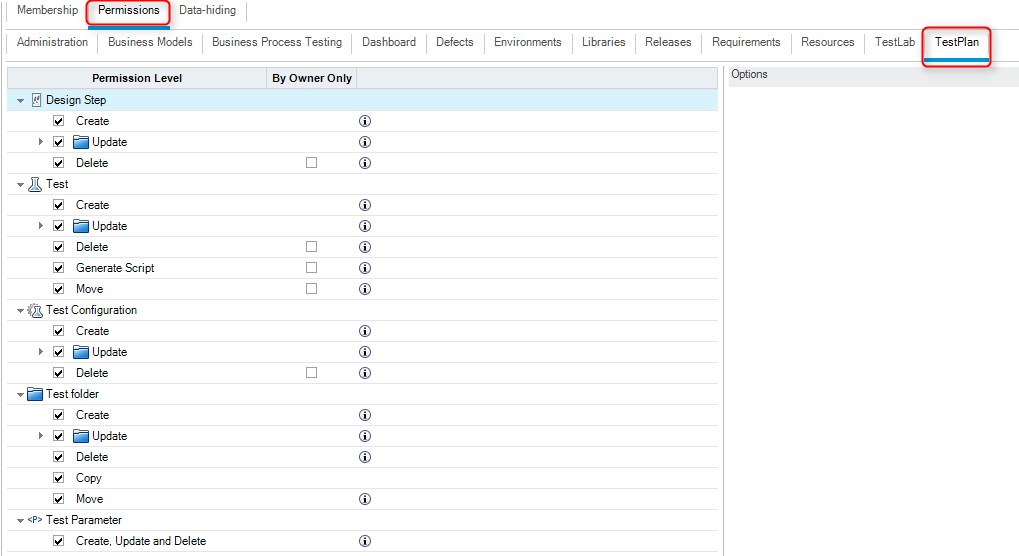 Membership Permissions Data-hiding
Administration Business Models Business Process Testing Dashboard Defects Environments Libraries Releases Requirements Resources TestLab TestPlan
Permission Level By Owner Only Options
Design Step
Create
Update
Delete
Test
Create
Update
Delete
Generate Script
Move
Test Configuration
Create
Update
Delete
Test folder
Create
Update
Delete
Copy
Move
<P> Test Parameter
Create, Update and Delete